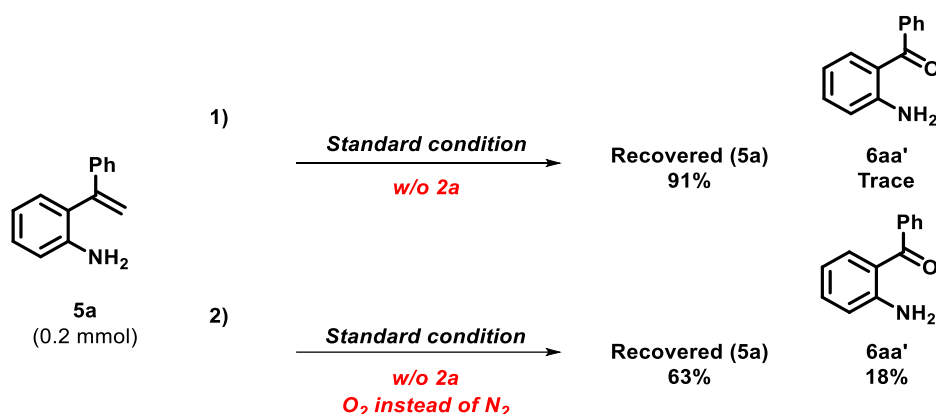 1)
Ph
O
NH2
Standard condition
w/o 2a
Recovered (5a)
91%
6aa'
Trace
Ph
NH2
5a
(0.2 mmol)
2)
Ph
O
NH2
Standard condition
w/o 2a
O2 instead of N2
Recovered (5a)
63%
6aa'
18%